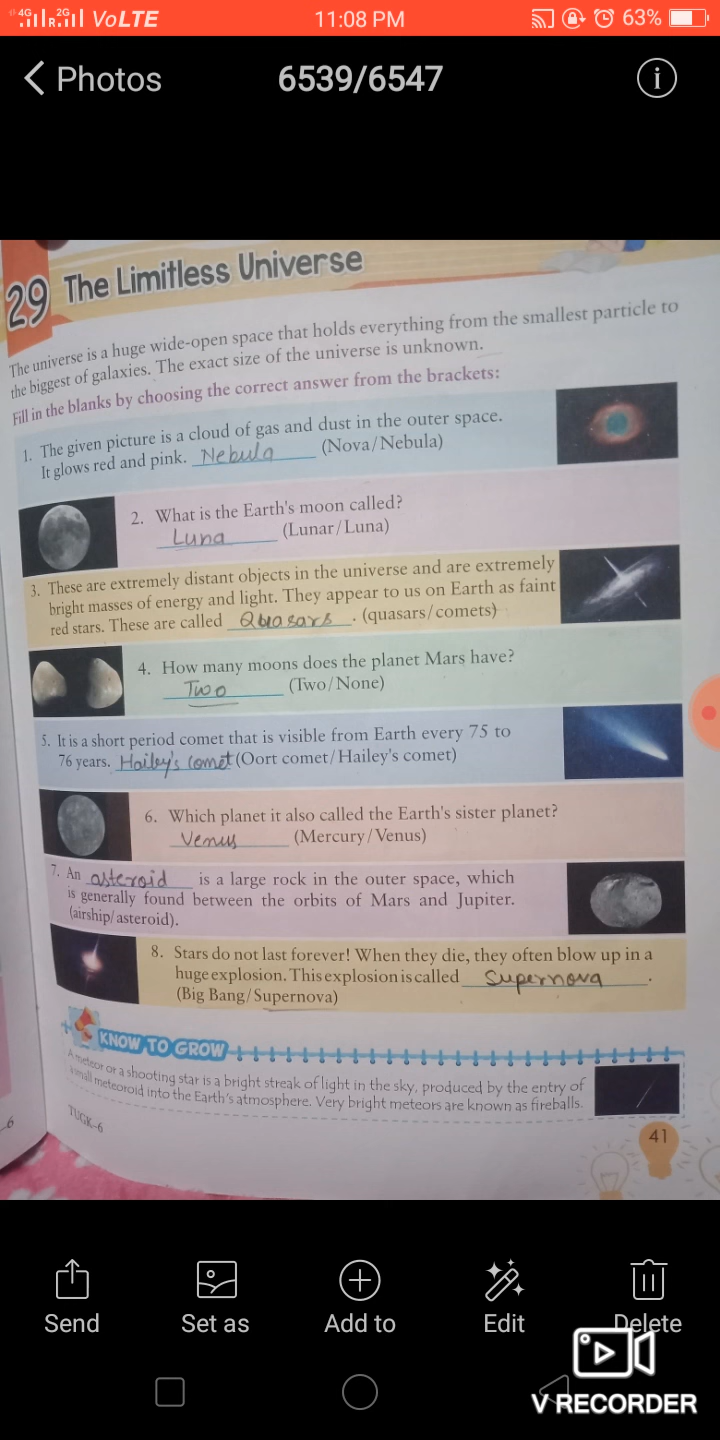 4G R 2G VoLTE 11:08 PM 63%
Photos 6539/6547 i
29 The Limitless Universe
The universe is a huge wide-open space that holds everything from the smallest particle to
the biggest of galaxies. The exact size of the universe is unknown.
Fill in the blanks by choosing the correct answer from the brackets:
1. The given picture is a cloud of gas and dust in the outer space.
It glows red and pink. Nebula (Nova/Nebula)
2. What is the Earth's moon called?
Luna (Lunar/Luna)
3. These are extremely distant objects in the universe and are extremely
bright masses of energy and light. They appear to us on Earth as faint
red stars. These are called Quasars. (quasars/comets)
4. How many moons does the planet Mars have?
Two (Two/None)
5. It is a short period comet that is visible from Earth every 75 to
76 years. Hailey's comet (Oort comet/Hailey's comet)
6. Which planet it also called the Earth's sister planet?
Venus (Mercury/Venus)
7. An asteroid is a large rock in the outer space, which
is generally found between the orbits of Mars and Jupiter.
(airship/asteroid).
8. Stars do not last forever! When they die, they often blow up in a
huge explosion. This explosion is called Supernova.
(Big Bang/Supernova)
KNOW TO GROW
A meteor or a shooting star is a bright streak of light in the sky, produced by the entry of
small meteoroid into the Earth's atmosphere. Very bright meteors are known as fireballs.
TUGK-6
41
6
Send Set as Add to Edit Delete
V RECORDER